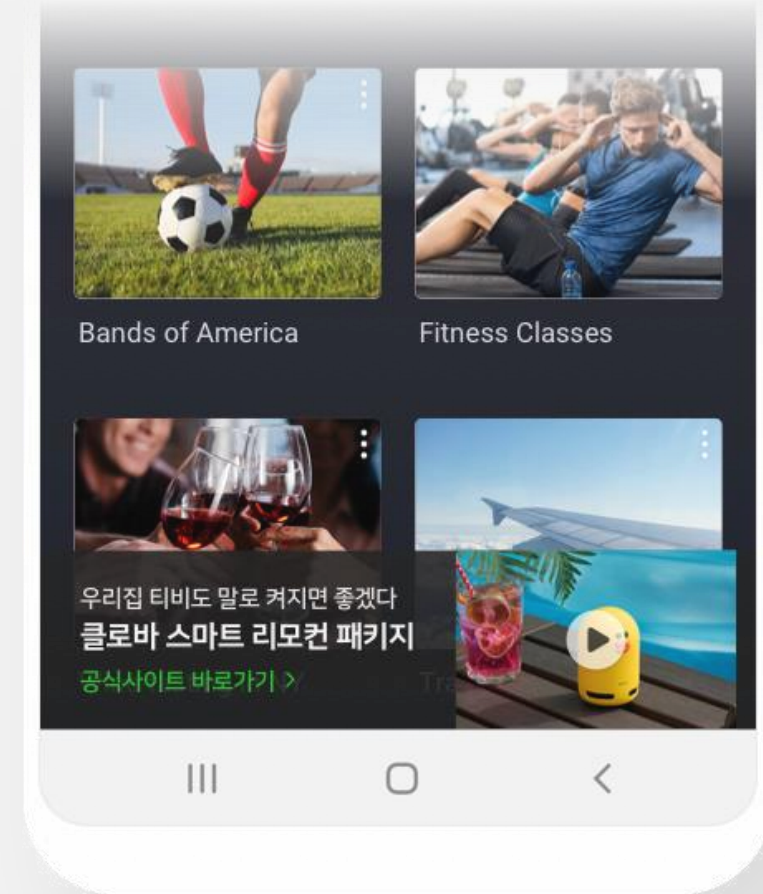 Bands of America
Fitness Classes
우리집 티비도 말로 켜지면 좋겠다
클로바 스마트 리모컨 패키지
공식사이트 바로가기 >